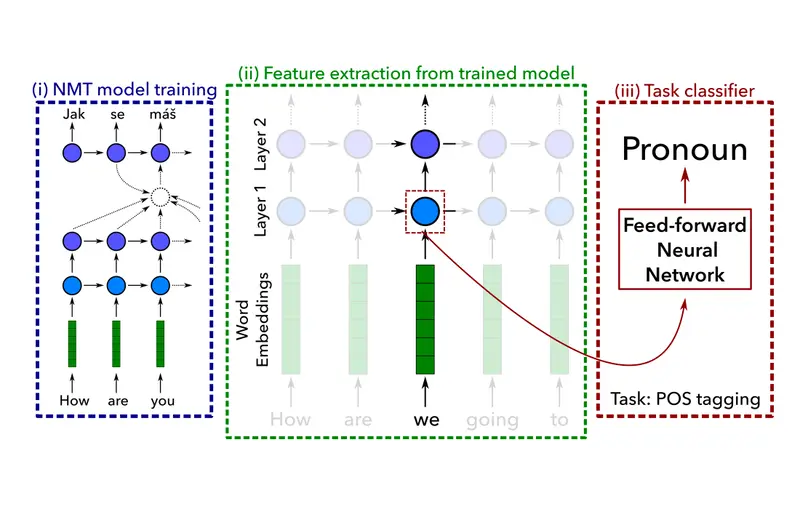 (i) NMT model training
Jak se máš
How are you
(ii) Feature extraction from trained model
Layer 2
Layer 1
Word
Embeddings
How are we going to
(iii) Task classifier
Pronoun
Feed-forward
Neural
Network
Task: POS tagging